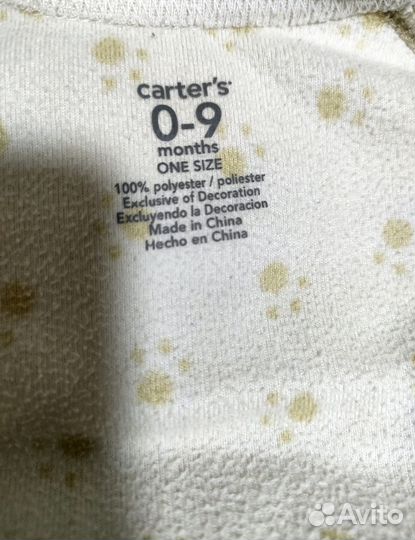 carter's
0-9
months
ONE SIZE
100% polyester / poliester
Exclusive of Decoration
Excluyendo la Decoracion
Made in China
Hecho en China
Avito